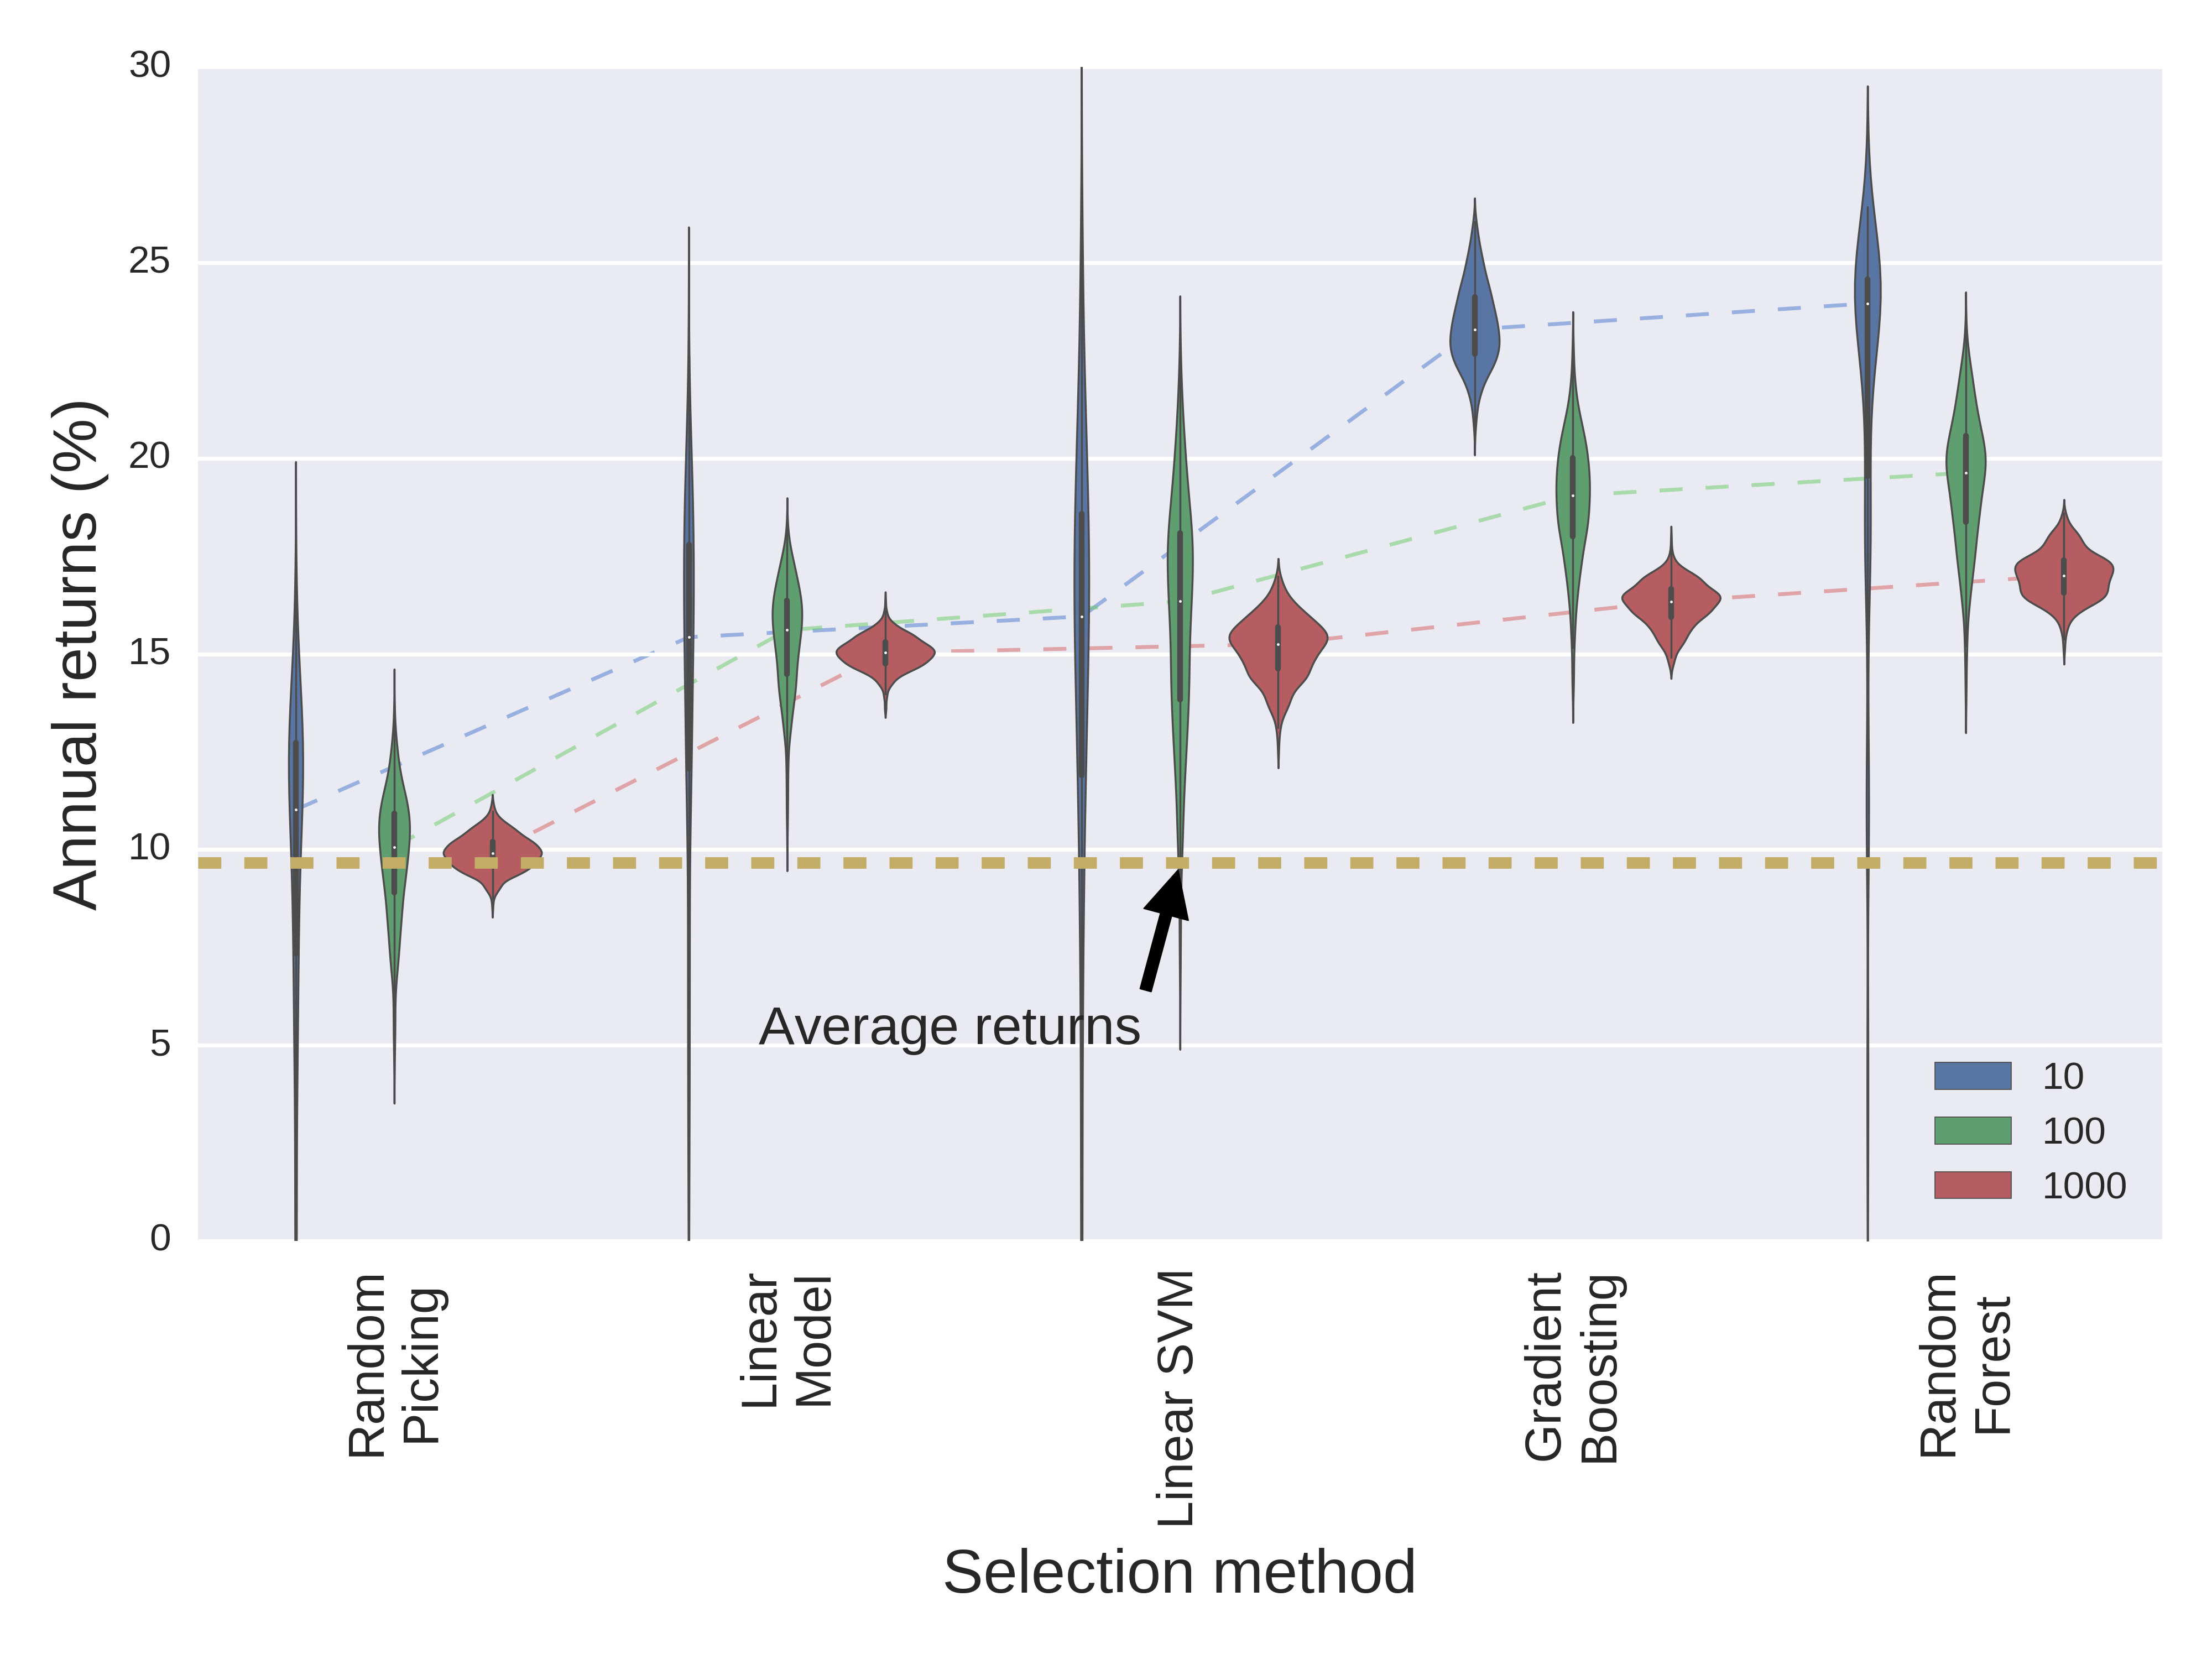 30
25
20
15
10
5
0
Annual returns (%)
Average returns
10
100
1000
Random
Picking
Linear
Model
Linear SVM
Gradient
Boosting
Random
Forest
Selection method